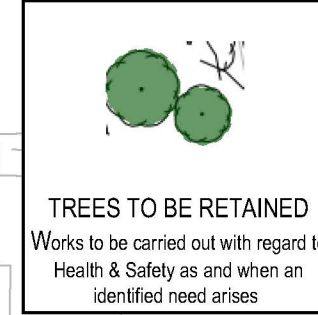 TREES TO BE RETAINED
Works to be carried out with regard t
Health & Safety as and when an
identified need arises